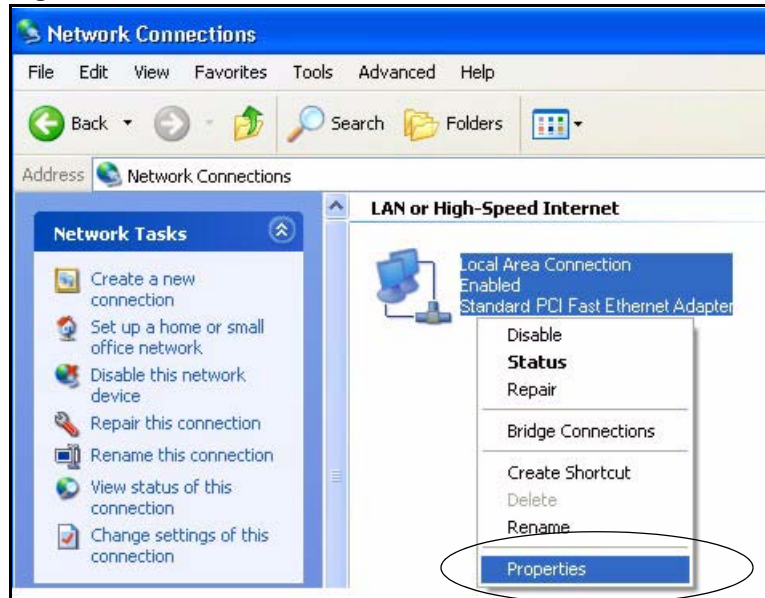 Network Connections
File Edit View Favorites Tools Advanced Help
Back Search Folders
Address Network Connections
Network Tasks
Create a new
connection
Set up a home or small
office network
Disable this network
device
Repair this connection
Rename this connection
View status of this
connection
Change settings of this
connection
LAN or High-Speed Internet
Local Area Connection
Enabled
Standard PCI Fast Ethernet Adapter
Disable
Status
Repair
Bridge Connections
Create Shortcut
Delete
Rename
Properties